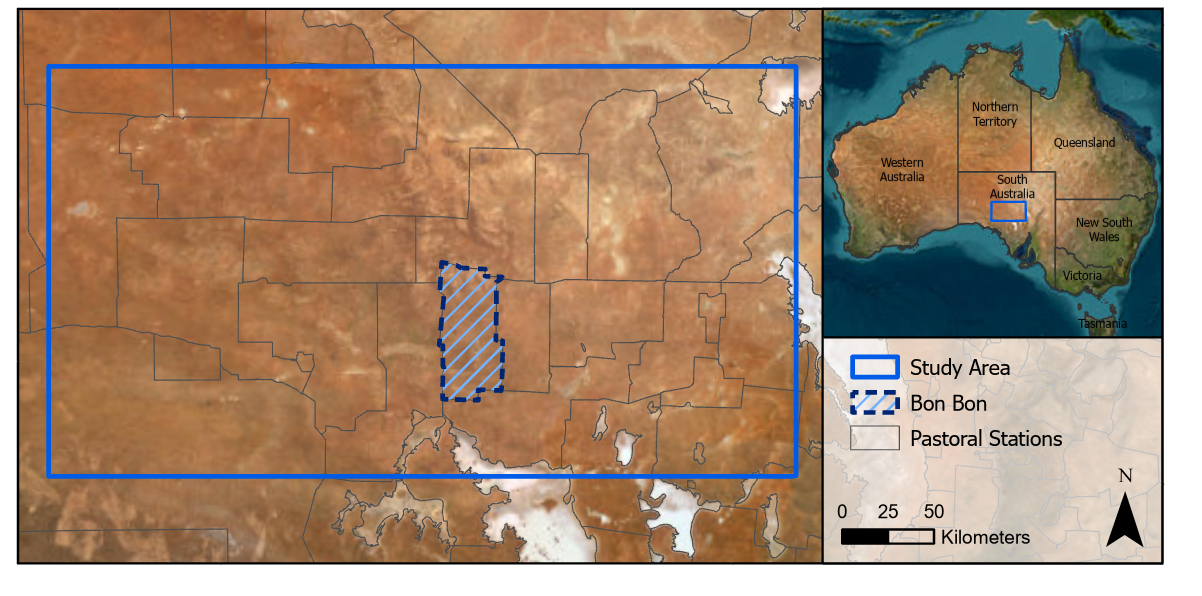 Northern
Territory
Queensland
Western
Australia
South
Australia
New South
Wales
Victoria
Tasmania
Study Area
Bon Bon
Pastoral Stations
N
0 25 50
Kilometers